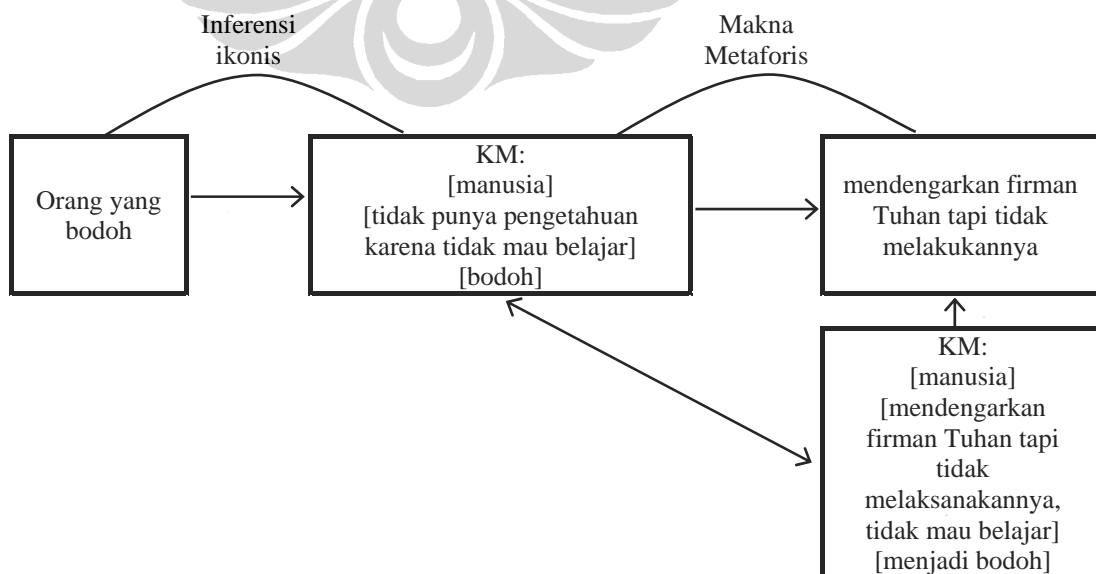 Inferensi
ikonis
Makna
Metaforis
Orang yang
bodoh
KM:
[manusia]
[tidak punya pengetahuan
karena tidak mau belajar]
[bodoh]
mendengarkan firman
Tuhan tapi tidak
melakukannya
KM:
[manusia]
[mendengarkan
firman Tuhan tapi
tidak
melaksanakannya,
tidak mau belajar]
[menjadi bodoh]